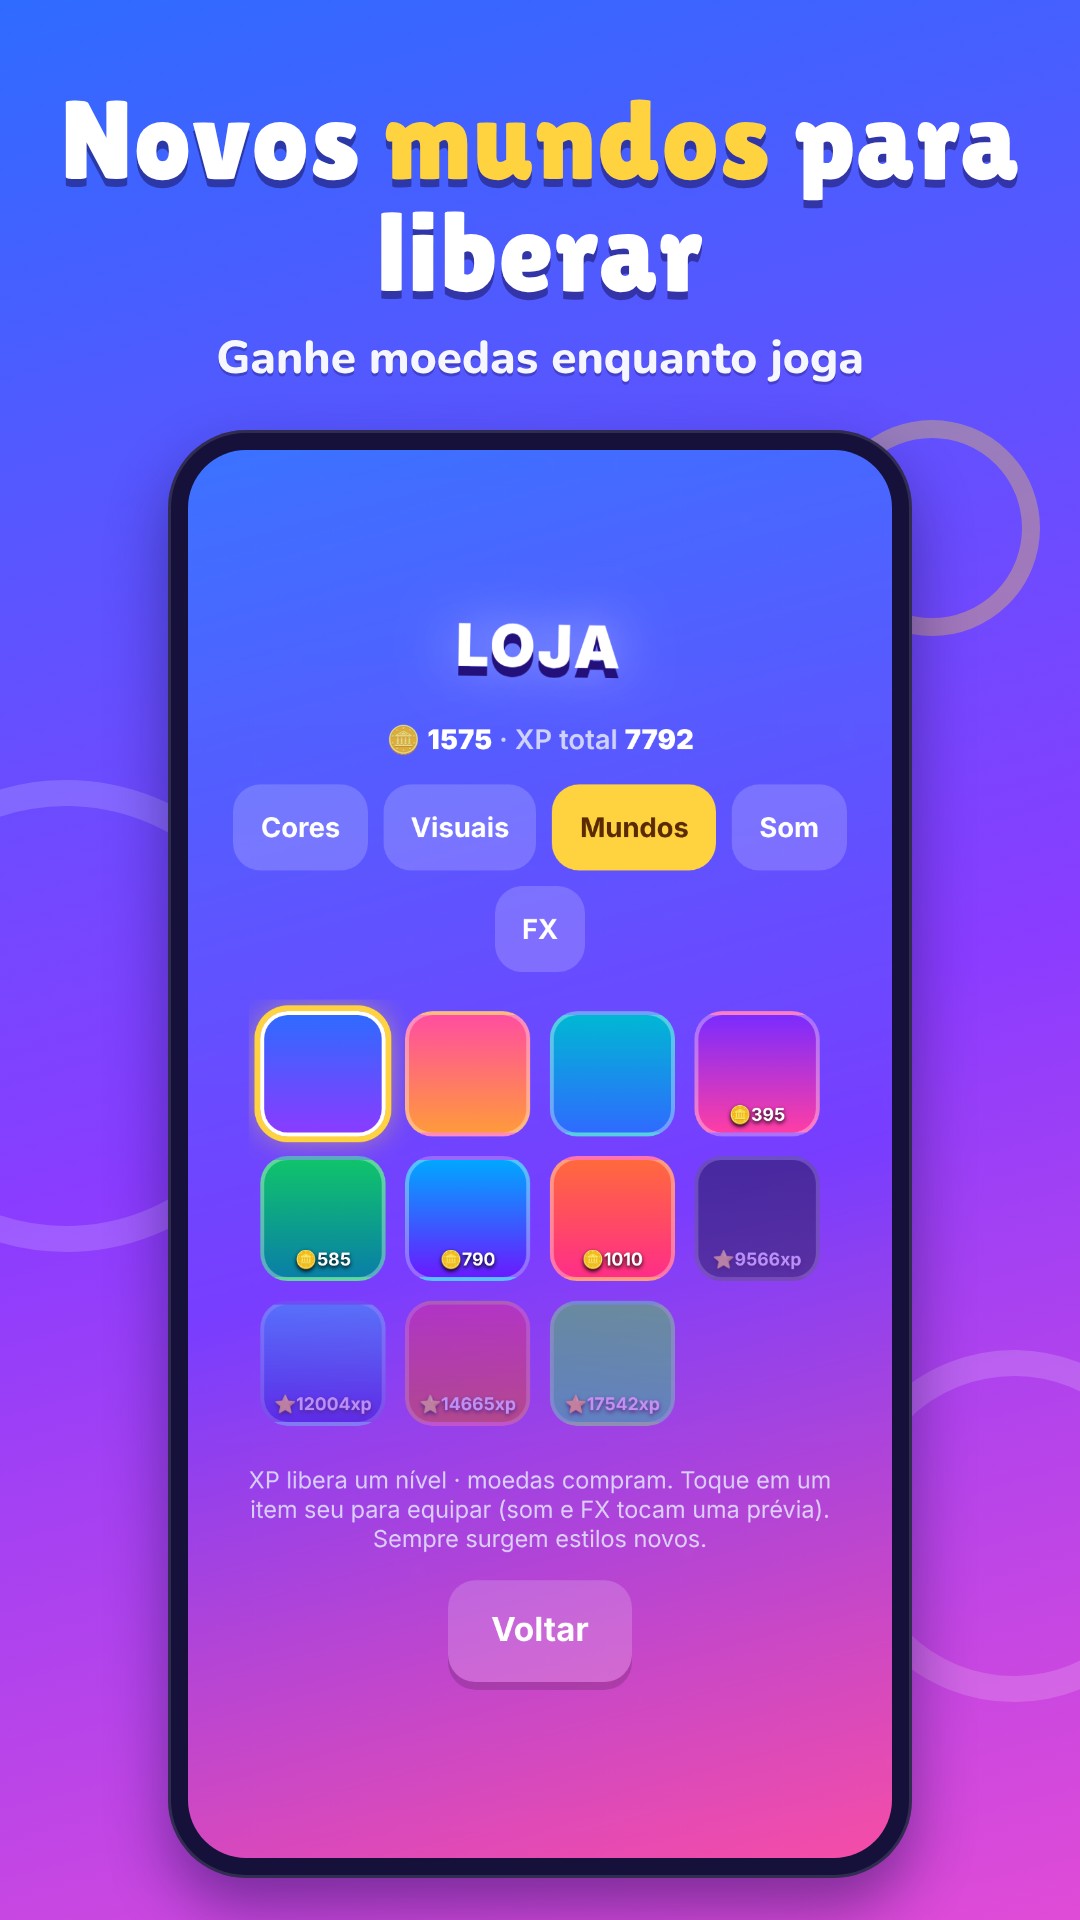 Novos mundos para
liberar
Ganhe moedas enquanto joga
LOJA
1575 · XP total 7792
Cores Visuais Mundos Som
FX
395
585 790 1010 9566xp
12004xp 14665xp 17542xp
XP libera um nível · moedas compram. Toque em um
item seu para equipar (som e FX tocam uma prévia).
Sempre surgem estilos novos.
Voltar